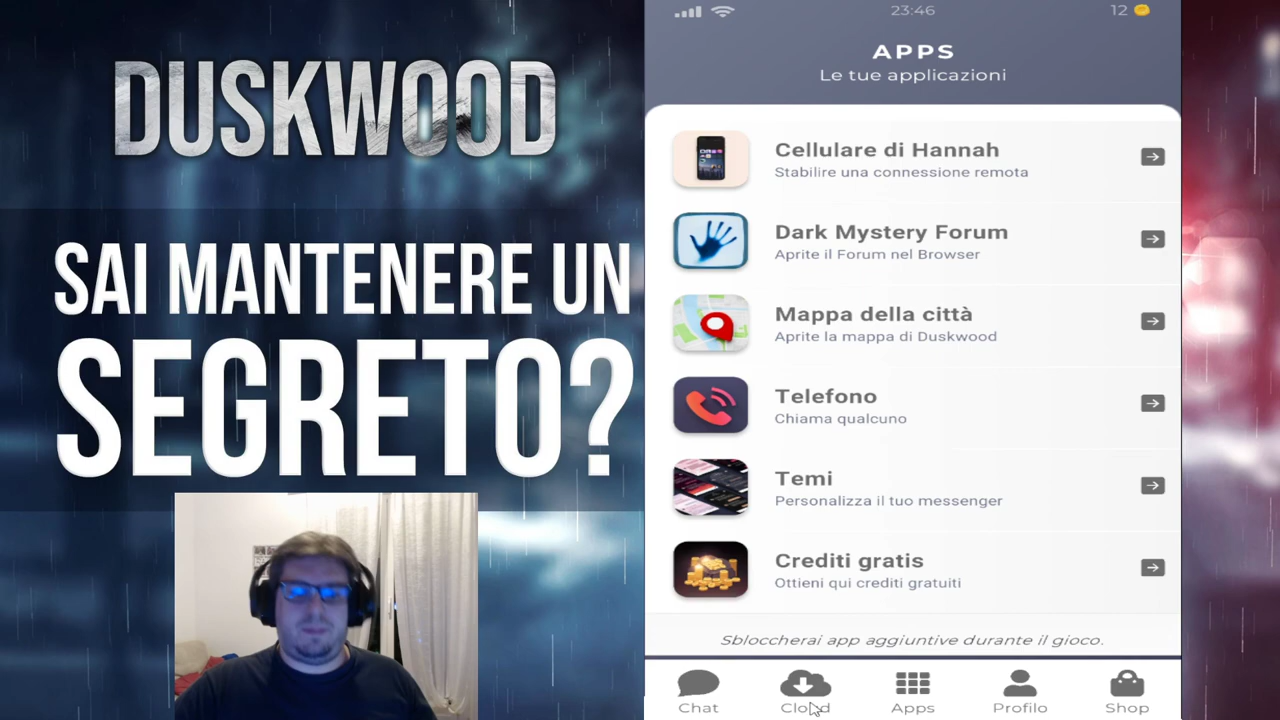 DUSKWOOD
SAI MANTENERE UN
SEGRETO?
23:46
12
APPS
Le tue applicazioni
Cellulare di Hannah
Stabilire una connessione remota
Dark Mystery Forum
Aprite il Forum nel Browser
Mappa della città
Aprite la mappa di Duskwood
Telefono
Chiama qualcuno
Temi
Personalizza il tuo messenger
Crediti gratis
Ottieni qui crediti gratuiti
Sbloccherai app aggiuntive durante il gioco.
Chat
Cloud
Apps
Profilo
Shop